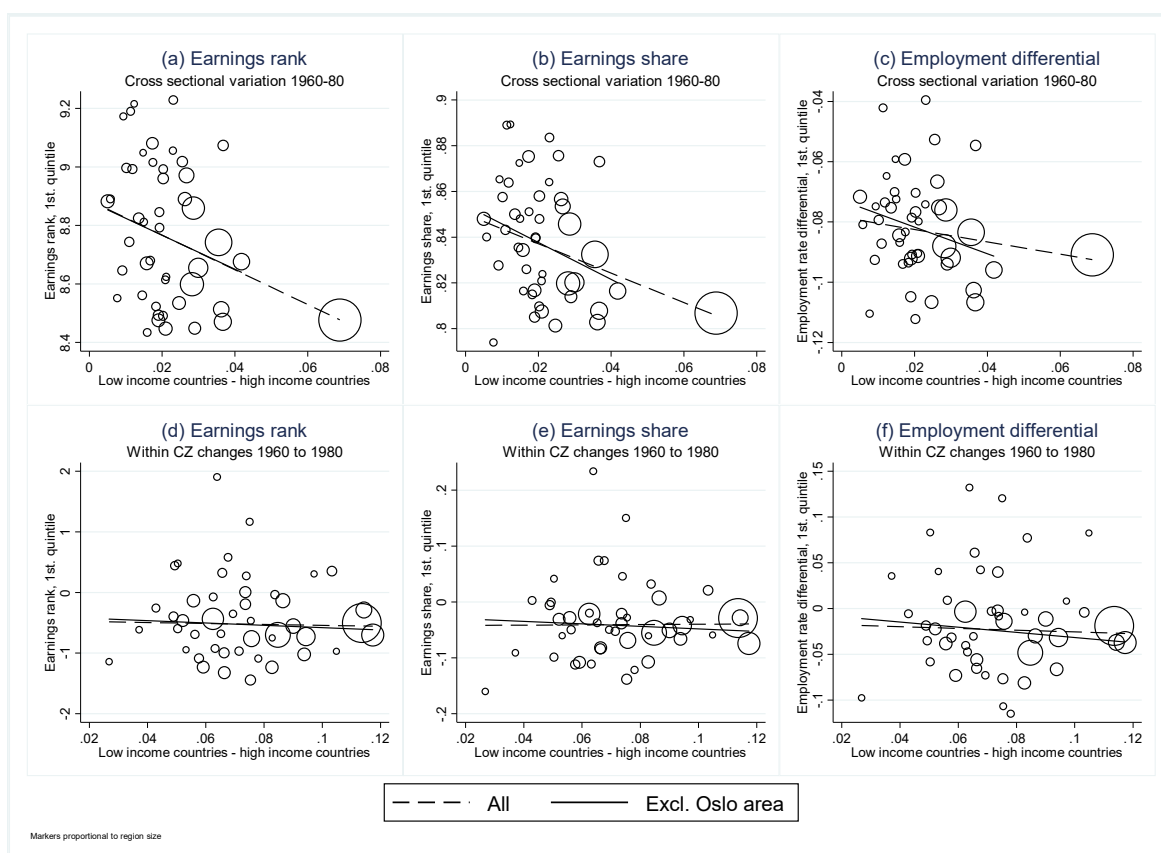 (a) Earnings rank
Cross sectional variation 1960-80
Earnings rank, 1st. quintile
9.2
9
8.8
8.6
8.4
0 .02 .04 .06 .08
Low income countries - high income countries
(b) Earnings share
Cross sectional variation 1960-80
Earnings share, 1st. quintile
.9
.88
.86
.84
.82
.8
0 .02 .04 .06 .08
Low income countries - high income countries
(c) Employment differential
Cross sectional variation 1960-80
Employment rate differential, 1st. quintile
-.04
-.06
-.08
-.1
-.12
0 .02 .04 .06 .08
Low income countries - high income countries
(d) Earnings rank
Within CZ changes 1960 to 1980
Earnings rank, 1st. quintile
2
1
0
-1
-2
.02 .04 .06 .08 .1 .12
Low income countries - high income countries
(e) Earnings share
Within CZ changes 1960 to 1980
Earnings share, 1st. quintile
.2
.1
0
-.1
-.2
.02 .04 .06 .08 .1 .12
Low income countries - high income countries
(f) Employment differential
Within CZ changes 1960 to 1980
Employment rate differential, 1st. quintile
.15
.1
.05
0
-.05
-.1
.02 .04 .06 .08 .1 .12
Low income countries - high income countries
All Excl. Oslo area
Markers proportional to region size